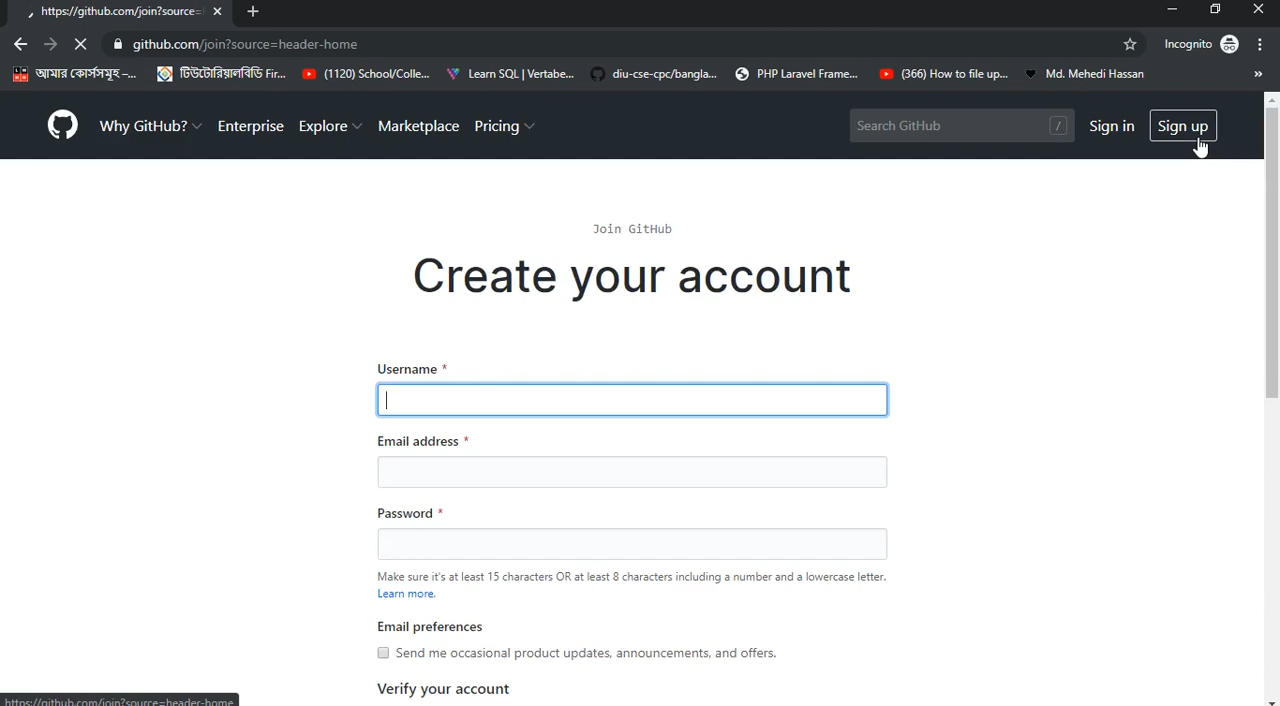 https://github.com/join?source=
github.com/join?source=header-home
Incognito
আমার কোর্সসমূহ –...
টিউটোরিয়ালবিডি Fir...
(1120) School/Colle...
Learn SQL | Vertabe...
diu-cse-cpc/bangla...
PHP Laravel Frame...
(366) How to file up...
Md. Mehedi Hassan
»
Why GitHub?
Enterprise
Explore
Marketplace
Pricing
Search GitHub
/
Sign in
Sign up
Join GitHub
Create your account
Username *
Email address *
Password *
Make sure it's at least 15 characters OR at least 8 characters including a number and a lowercase letter.
Learn more.
Email preferences
Send me occasional product updates, announcements, and offers.
Verify your account
https://github.com/join?source=header-home